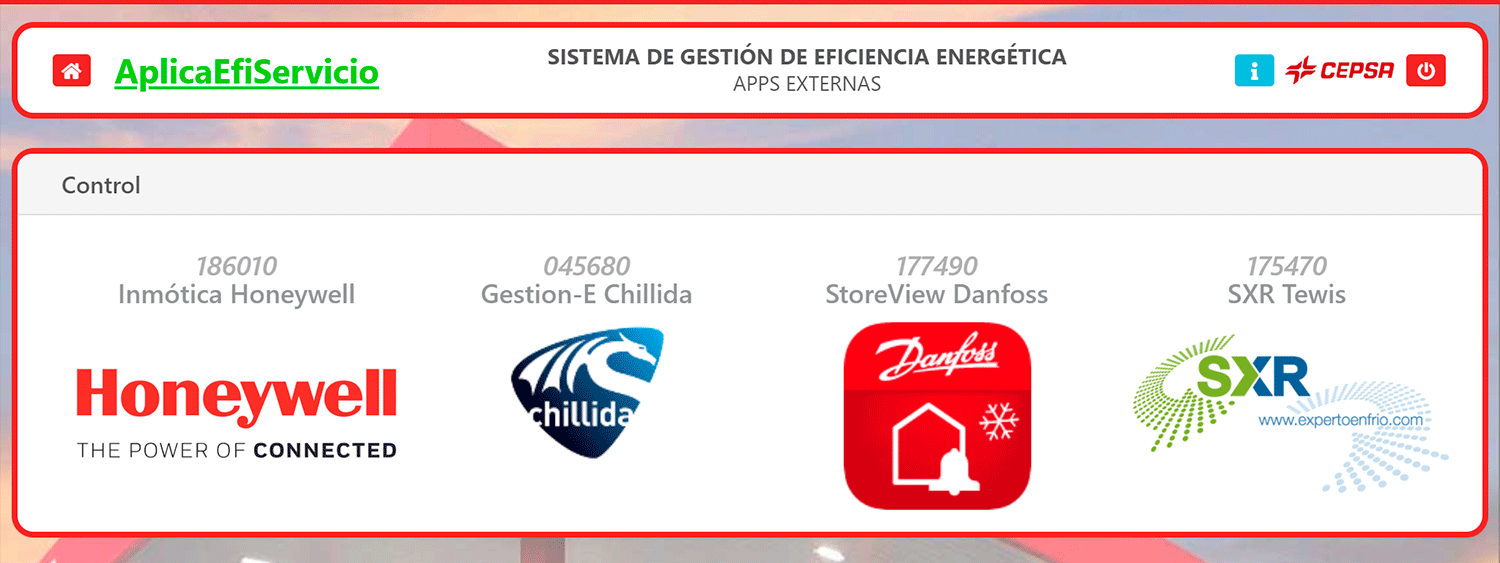 AplicaEfiServicio
SISTEMA DE GESTIÓN DE EFICIENCIA ENERGÉTICA
APPS EXTERNAS
CEPSA
Control
186010
Inmótica Honeywell
Honeywell
THE POWER OF CONNECTED
045680
Gestion-E Chillida
chillida
177490
StoreView Danfoss
Danfoss
175470
SXR Tewis
SXR
www.expertoenfrio.com